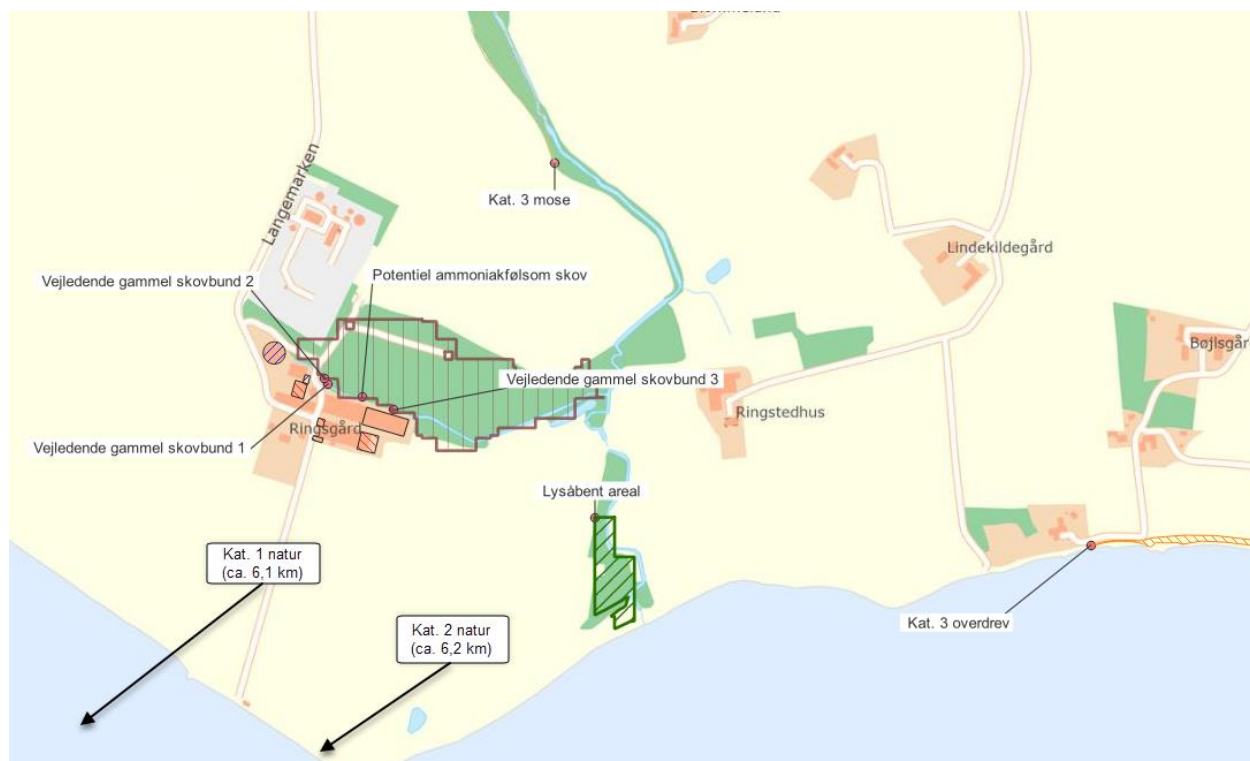 Langemarken
Kat. 3 mose
Lindekildegård
Vejledende gammel skovbund 2
Potentiel ammoniakfølsom skov
Vejledende gammel skovbund 3
Ringstedhus
Ringsgård
Vejledende gammel skovbund 1
Lysåbent areal
Kat. 1 natur
(ca. 6,1 km)
Kat. 2 natur
(ca. 6,2 km)
Kat. 3 overdrev